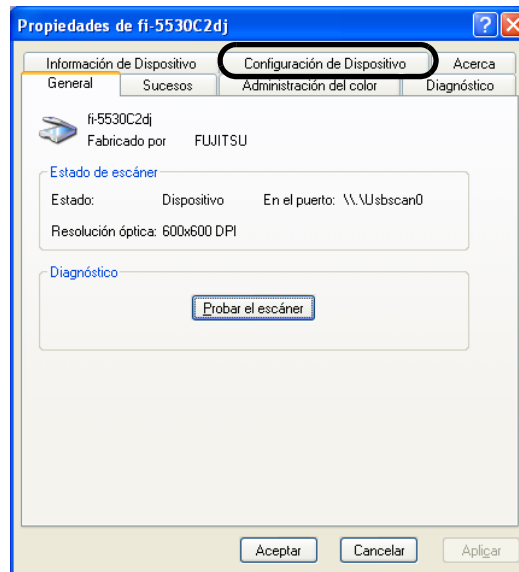 Propiedades de fi-5530C2dj
Información de Dispositivo Configuración de Dispositivo Acerca
General Sucesos Administración del color Diagnóstico
fi-5530C2dj
Fabricado por FUJITSU
Estado de escáner
Estado: Dispositivo En el puerto: \\.\Usbscan0
Resolución óptica: 600x600 DPI
Diagnóstico
Probar el escáner
Aceptar Cancelar Aplicar